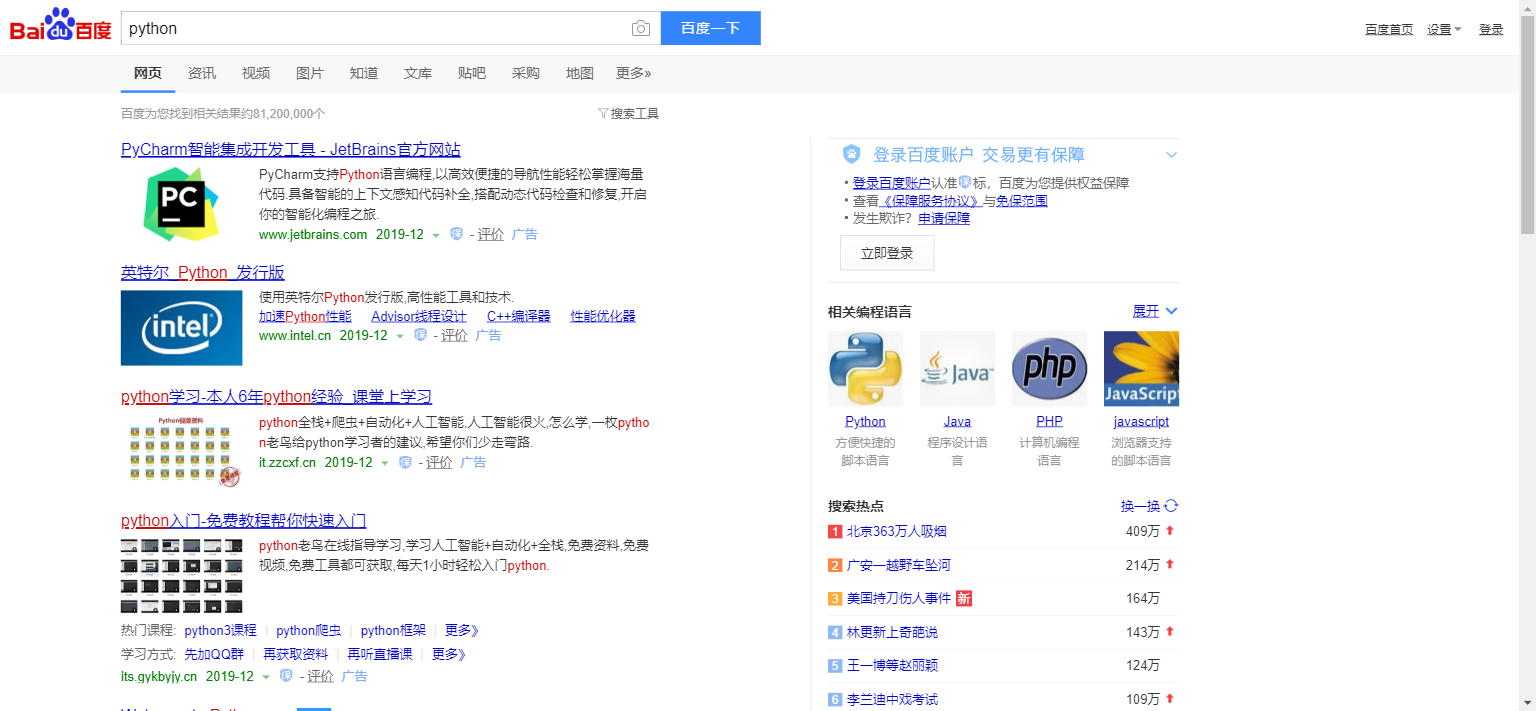 Bai du 百度
python
百度一下
百度首页 设置 登录
网页 资讯 视频 图片 知道 文库 贴吧 采购 地图 更多»
百度为您找到相关结果约81,200,000个
搜索工具
PyCharm智能集成开发工具 - JetBrains官方网站
PC
PyCharm支持Python语言编程,以高效便捷的导航性能轻松掌握海量
代码.具备智能的上下文感知代码补全,搭配动态代码检查和修复,开启
你的智能化编程之旅.
www.jetbrains.com 2019-12 保 - 评价 广告
英特尔 Python 发行版
intel
使用英特尔Python发行版,高性能工具和技术.
加速Python性能 Advisor线程设计 C++编译器 性能优化器
www.intel.cn 2019-12 保 - 评价 广告
python学习-本人6年python经验_课堂上学习
Python视频资料
python全栈+爬虫+自动化+人工智能,人工智能很火,怎么学,一枚pytho
n老鸟给python学习者的建议,希望你们少走弯路.
it.zzcxf.cn 2019-12 保 - 评价 广告
python入门-免费教程帮你快速入门
python老鸟在线指导学习,学习人工智能+自动化+全栈,免费资料,免费
视频,免费工具都可获取,每天1小时轻松入门python.
热门课程: python3课程 | python爬虫 | python框架 | 更多》
学习方式: 先加QQ群 | 再获取资料 | 再听直播课 | 更多》
its.gykbyjy.cn 2019-12 保 - 评价 广告
登录百度账户 交易更有保障
·登录百度账户认准保标，百度为您提供权益保障
·查看《保障服务协议》与免保范围
·发生欺诈？申请保障
立即登录
相关编程语言
展开
Java
php
JavaScript
Python Java PHP javascript
方便快捷的 程序设计语 计算机编程 浏览器支持
脚本语言 言 语言 的脚本语言
搜索热点
换一换
1 北京363万人吸烟 409万
2 广安一越野车坠河 214万
3 美国持刀伤人事件 新 164万
4 林更新上奇葩说 143万
5 王一博等赵丽颖 124万
6 李兰迪中戏考试 109万